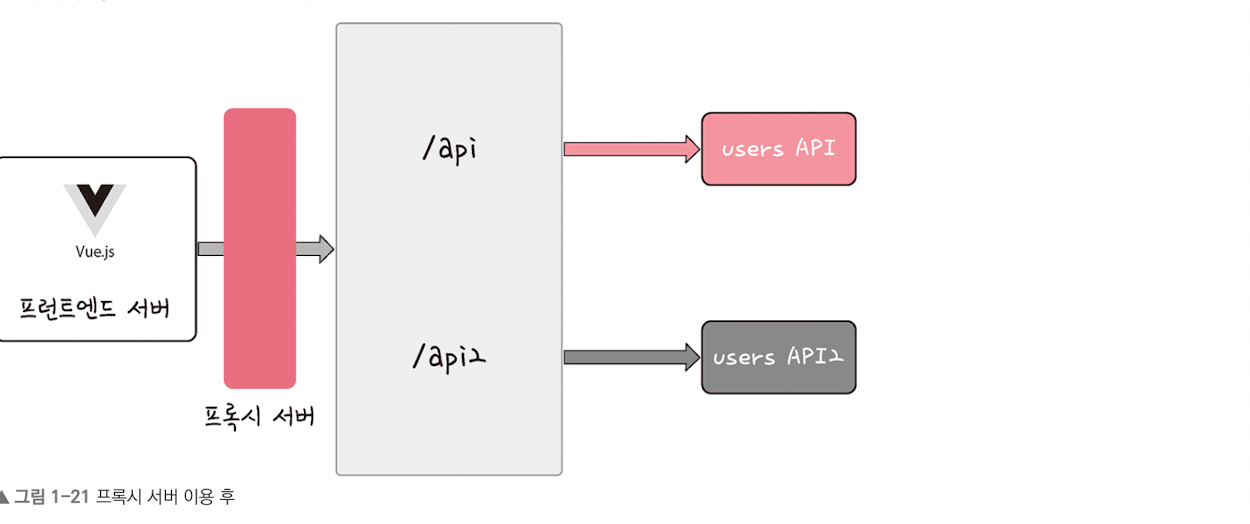 /api
users API
Vue.js
프런트엔드 서버
/api2
users API2
프록시 서버
▲ 그림 1-21 프록시 서버 이용 후